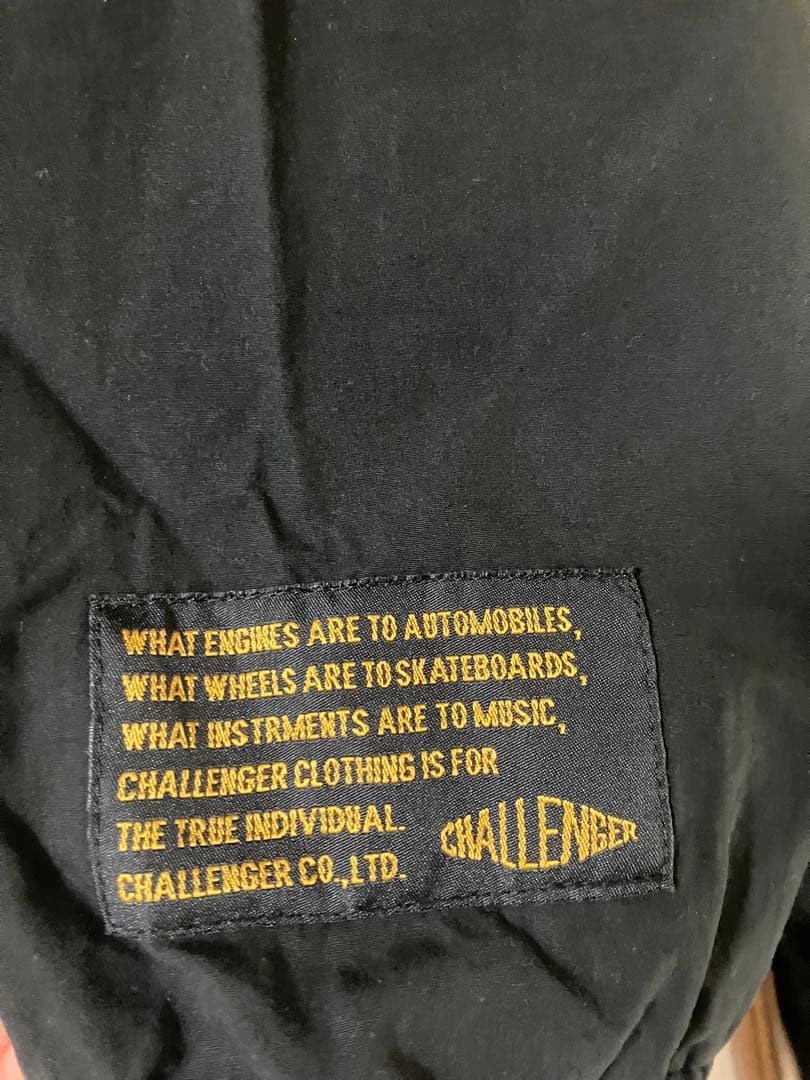 WHAT ENGINES ARE TO AUTOMOBILES,
WHAT WHEELS ARE TO SKATEBOARDS,
WHAT INSTRMENTS ARE TO MUSIC,
CHALLENGER CLOTHING IS FOR
THE TRUE INDIVIDUAL.
CHALLENGER CO.,LTD.
CHALLENGER